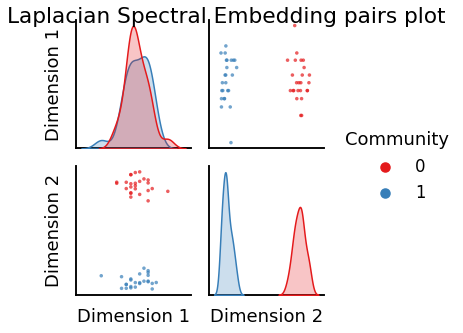 Laplacian Spectral Embedding pairs plot
Dimension 1
Dimension 2
Community
0
1
Dimension 1
Dimension 2